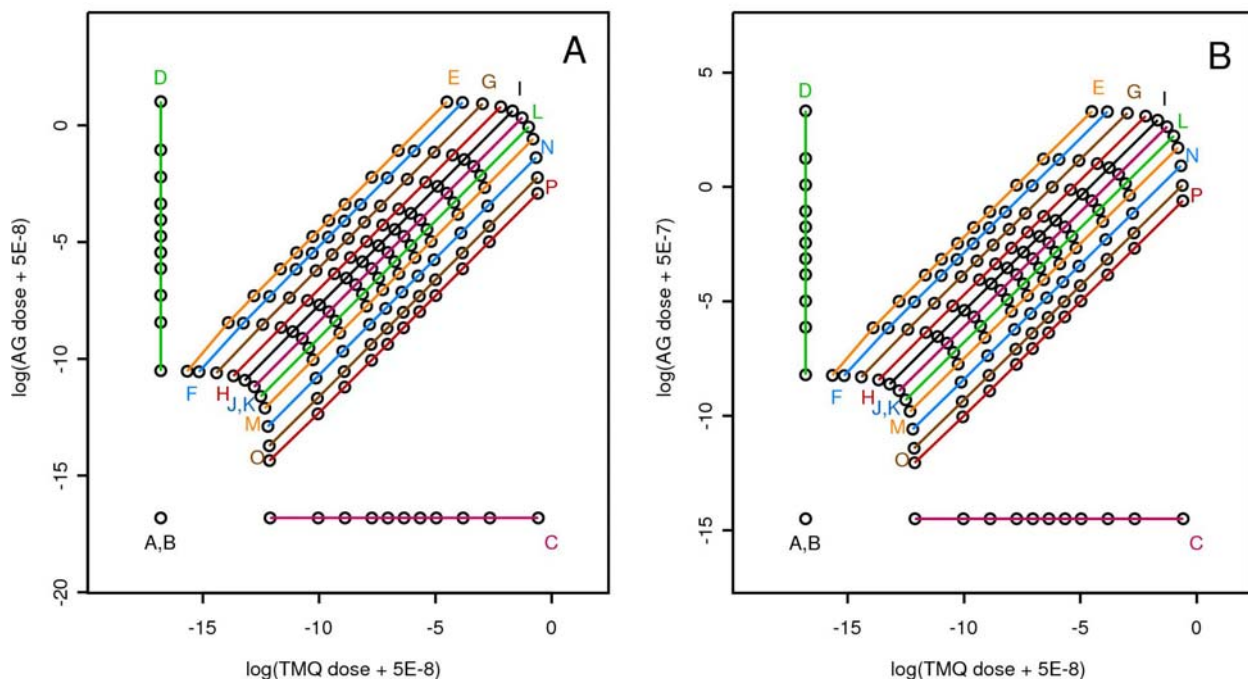 A
D
E
G
I
L
N
P
F
H
J,K
M
O
A,B
C
0
-5
-10
-15
-20
-15
-10
-5
0
log(AG dose + 5E-8)
log(TMQ dose + 5E-8)
B
D
E
G
I
L
N
P
F
H
J,K
M
O
A,B
C
5
0
-5
-10
-15
-15
-10
-5
0
log(AG dose + 5E-7)
log(TMQ dose + 5E-8)